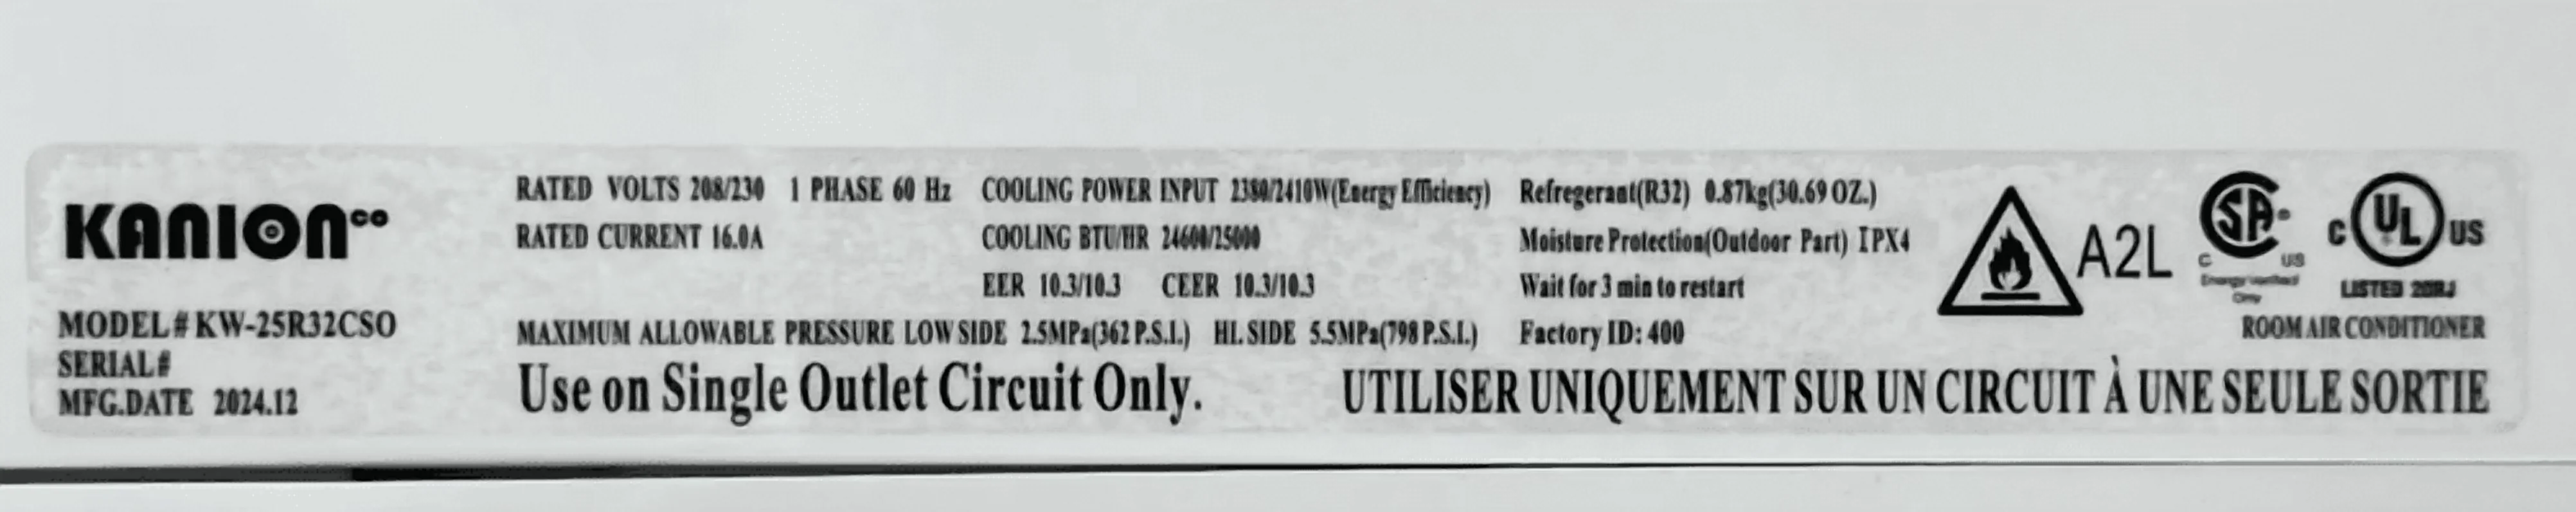 KANION co
MODEL# KW-25R32CSO
SERIAL#
MFG.DATE 2024.12
RATED VOLTS 208/230 1 PHASE 60 Hz
RATED CURRENT 16.0A
COOLING POWER INPUT 2380/2410W(Energy Efficiency)
COOLING BTU/HR 24600/25000
EER 10.3/10.3 CEER 10.3/10.3
MAXIMUM ALLOWABLE PRESSURE LOW SIDE 2.5MPa(362 P.S.I.) HI. SIDE 5.5MPa(798 P.S.I.)
Refregerant(R32) 0.87kg(30.69 OZ.)
Moisture Protection(Outdoor Part) IPX4
Wait for 3 min to restart
Factory ID: 400
Use on Single Outlet Circuit Only.
UTILISER UNIQUEMENT SUR UN CIRCUIT À UNE SEULE SORTIE
A2L
SA
C US
Energy Verified
Only
C UL US
LISTED
ROOM AIR CONDITIONER